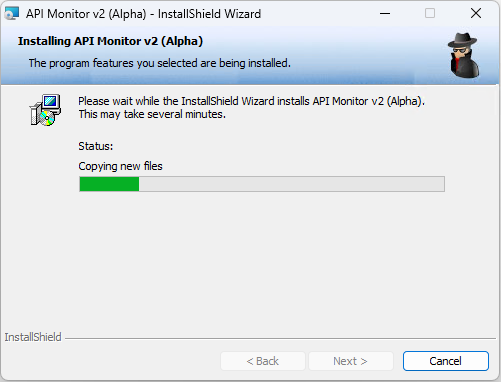 API Monitor v2 (Alpha) - InstallShield Wizard
Installing API Monitor v2 (Alpha)
The program features you selected are being installed.
Please wait while the InstallShield Wizard installs API Monitor v2 (Alpha).
This may take several minutes.
Status:
Copying new files
InstallShield
< Back
Next >
Cancel